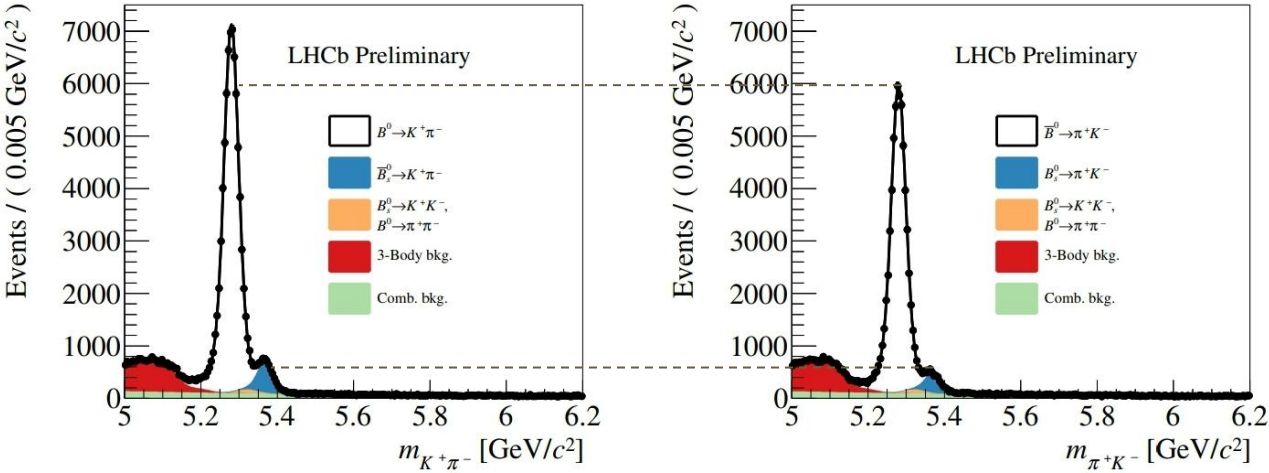 Events / ( 0.005 GeV/c² )
7000
6000
5000
4000
3000
2000
1000
0
LHCb Preliminary
B⁰→K⁺π⁻
B̅⁰ₛ→K⁺π⁻
B⁰ₛ→K⁺K⁻,
B⁰→π⁺π⁻
3-Body bkg.
Comb. bkg.
5 5.2 5.4 5.6 5.8 6 6.2
m_K⁺π⁻ [GeV/c²]
Events / ( 0.005 GeV/c² )
7000
6000
5000
4000
3000
2000
1000
0
LHCb Preliminary
B̅⁰→π⁺K⁻
B⁰ₛ→π⁺K⁻
B⁰ₛ→K⁺K⁻,
B⁰→π⁺π⁻
3-Body bkg.
Comb. bkg.
5 5.2 5.4 5.6 5.8 6 6.2
m_π⁺K⁻ [GeV/c²]